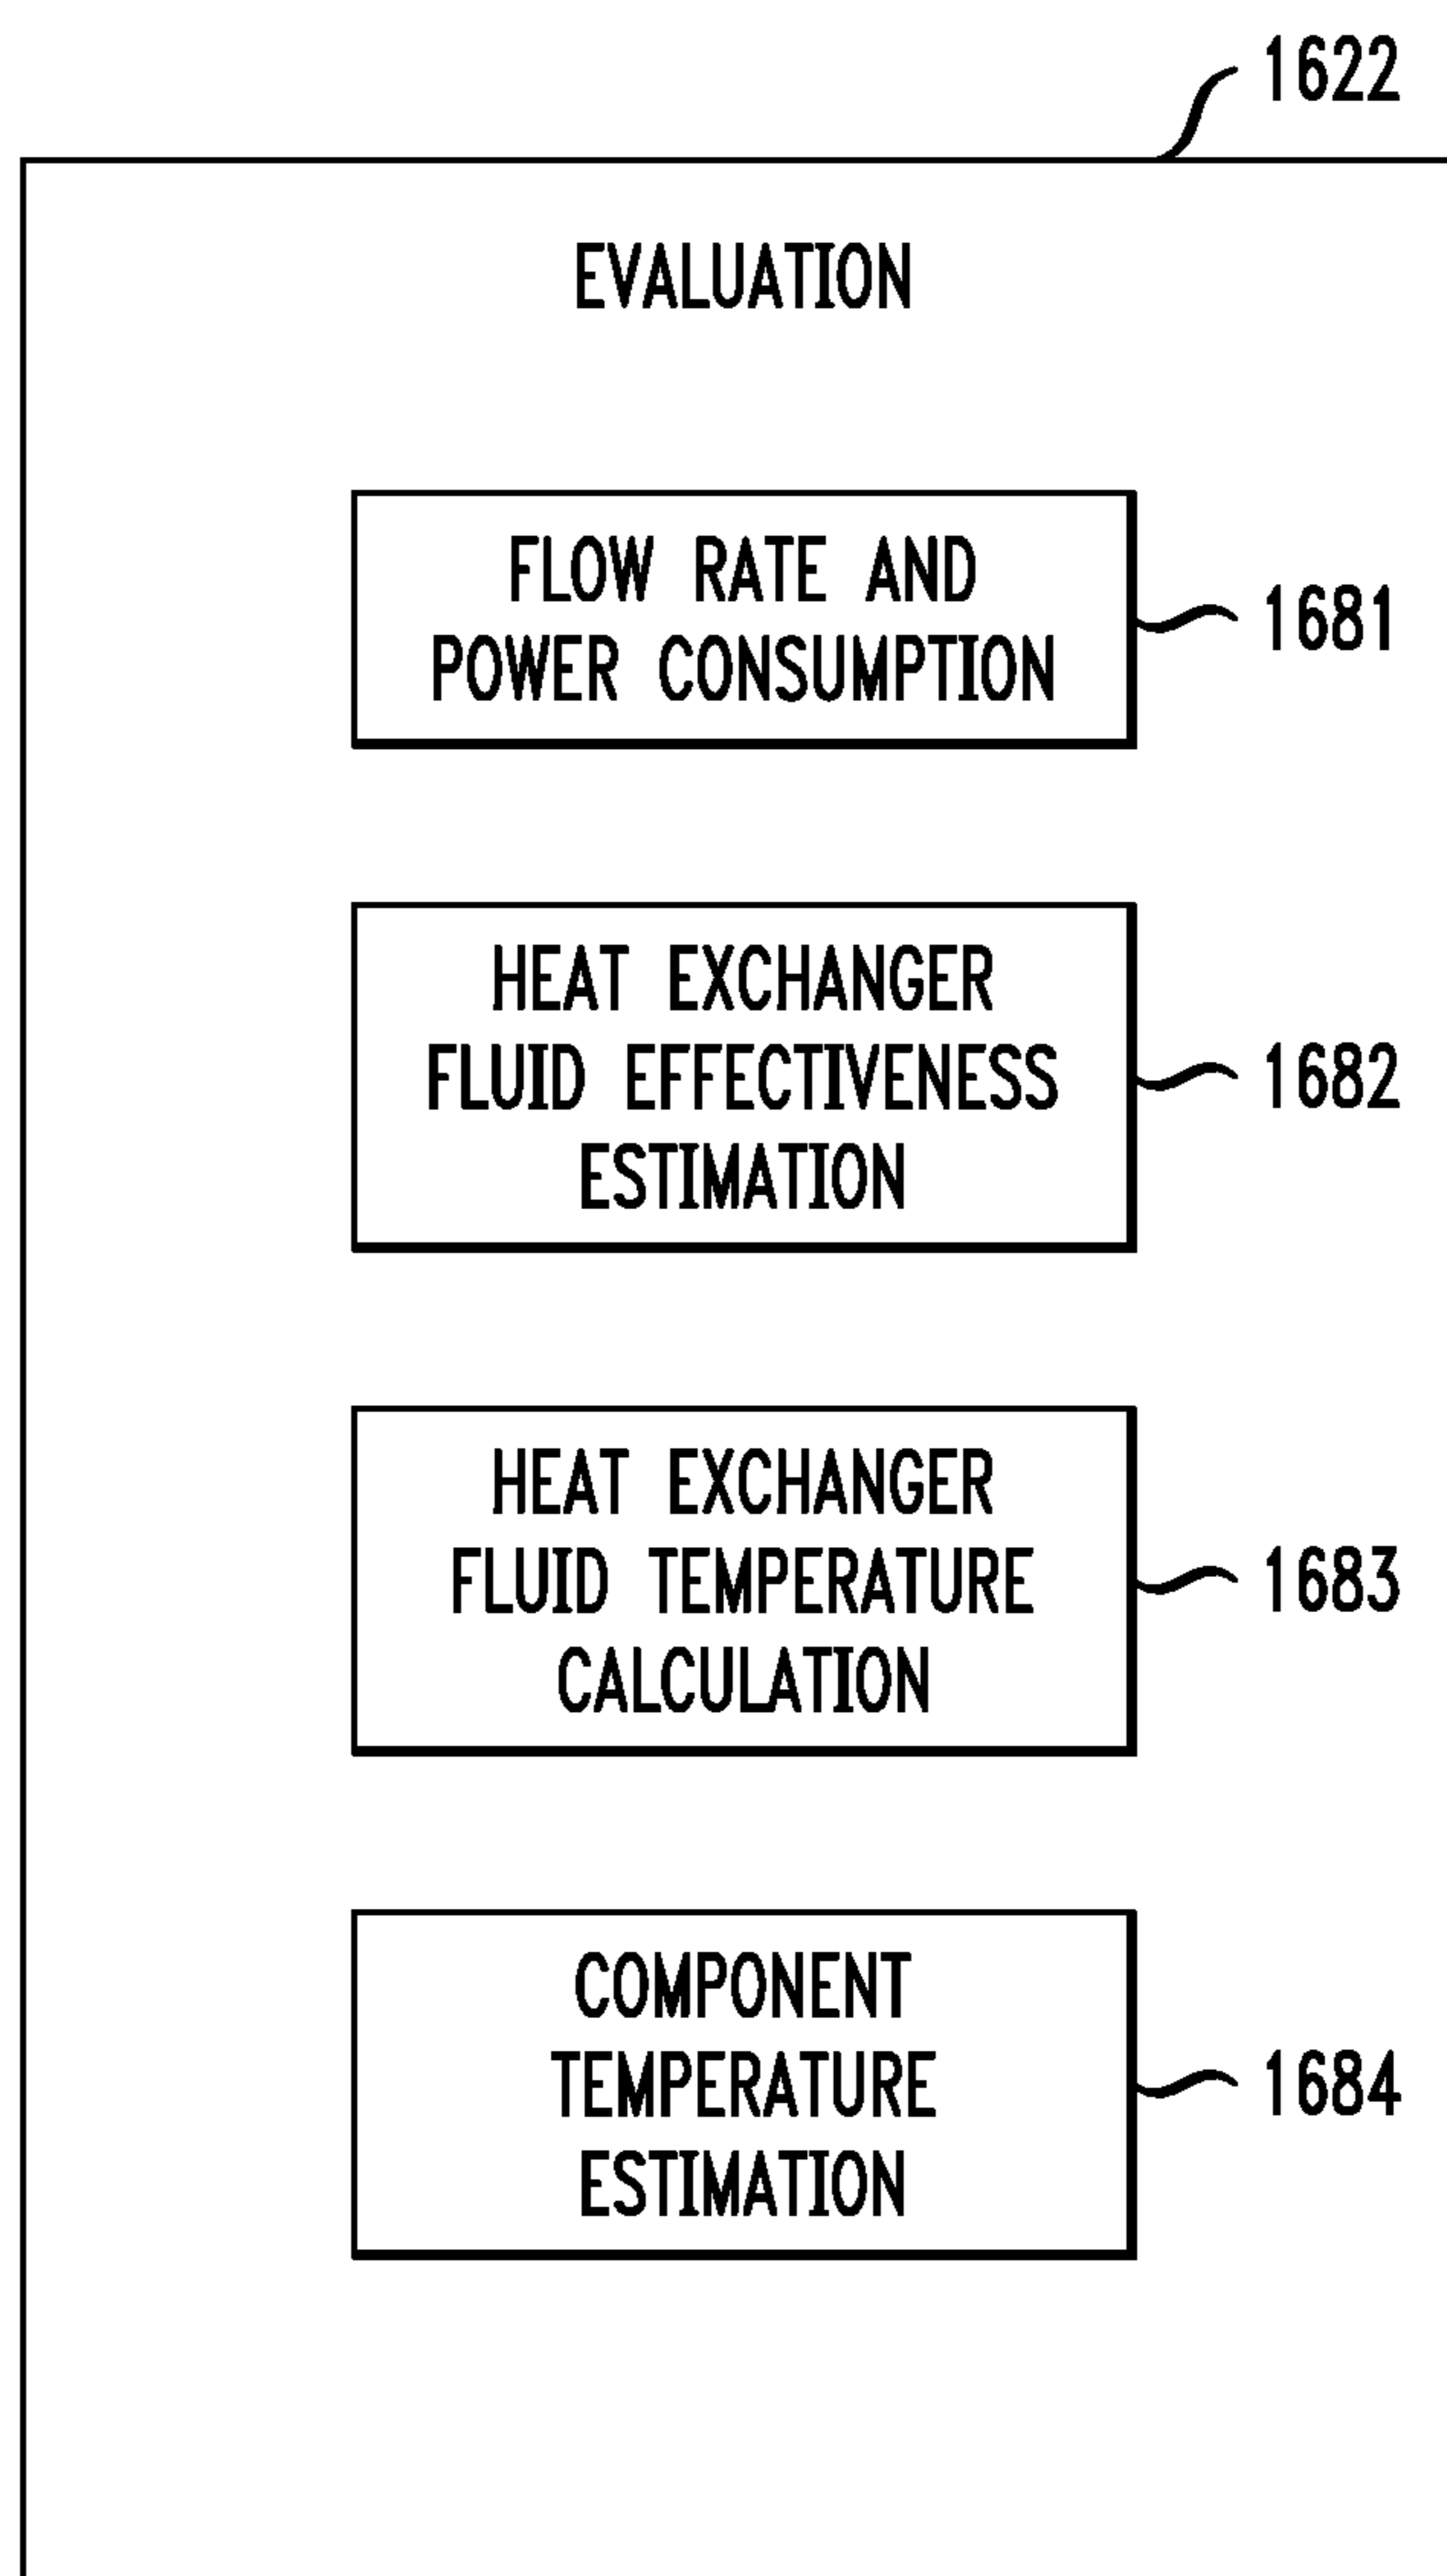 1622
EVALUATION
FLOW RATE AND
POWER CONSUMPTION
1681
HEAT EXCHANGER
FLUID EFFECTIVENESS
ESTIMATION
1682
HEAT EXCHANGER
FLUID TEMPERATURE
CALCULATION
1683
COMPONENT
TEMPERATURE
ESTIMATION
1684